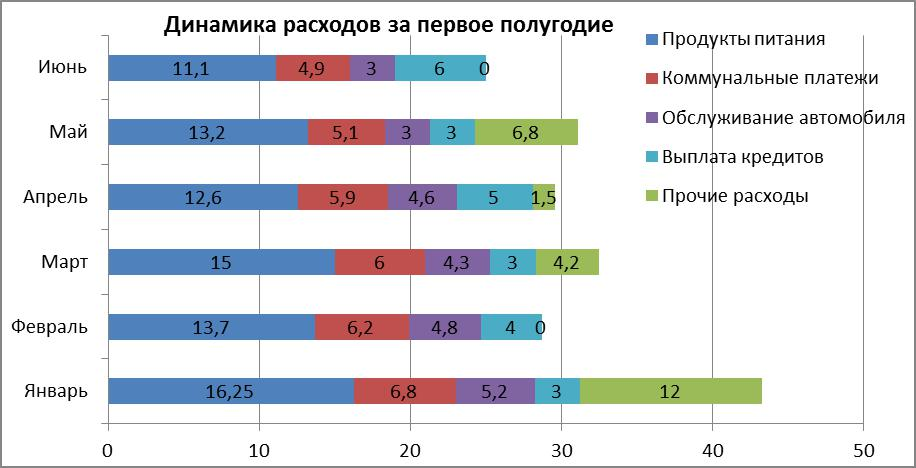 Динамика расходов за первое полугодие
Продукты питания
Коммунальные платежи
Обслуживание автомобиля
Выплата кредитов
Прочие расходы
Июнь 11,1 4,9 3 6 0
Май 13,2 5,1 3 3 6,8
Апрель 12,6 5,9 4,6 5 1,5
Март 15 6 4,3 3 4,2
Февраль 13,7 6,2 4,8 4 0
Январь 16,25 6,8 5,2 3 12
0 10 20 30 40 50